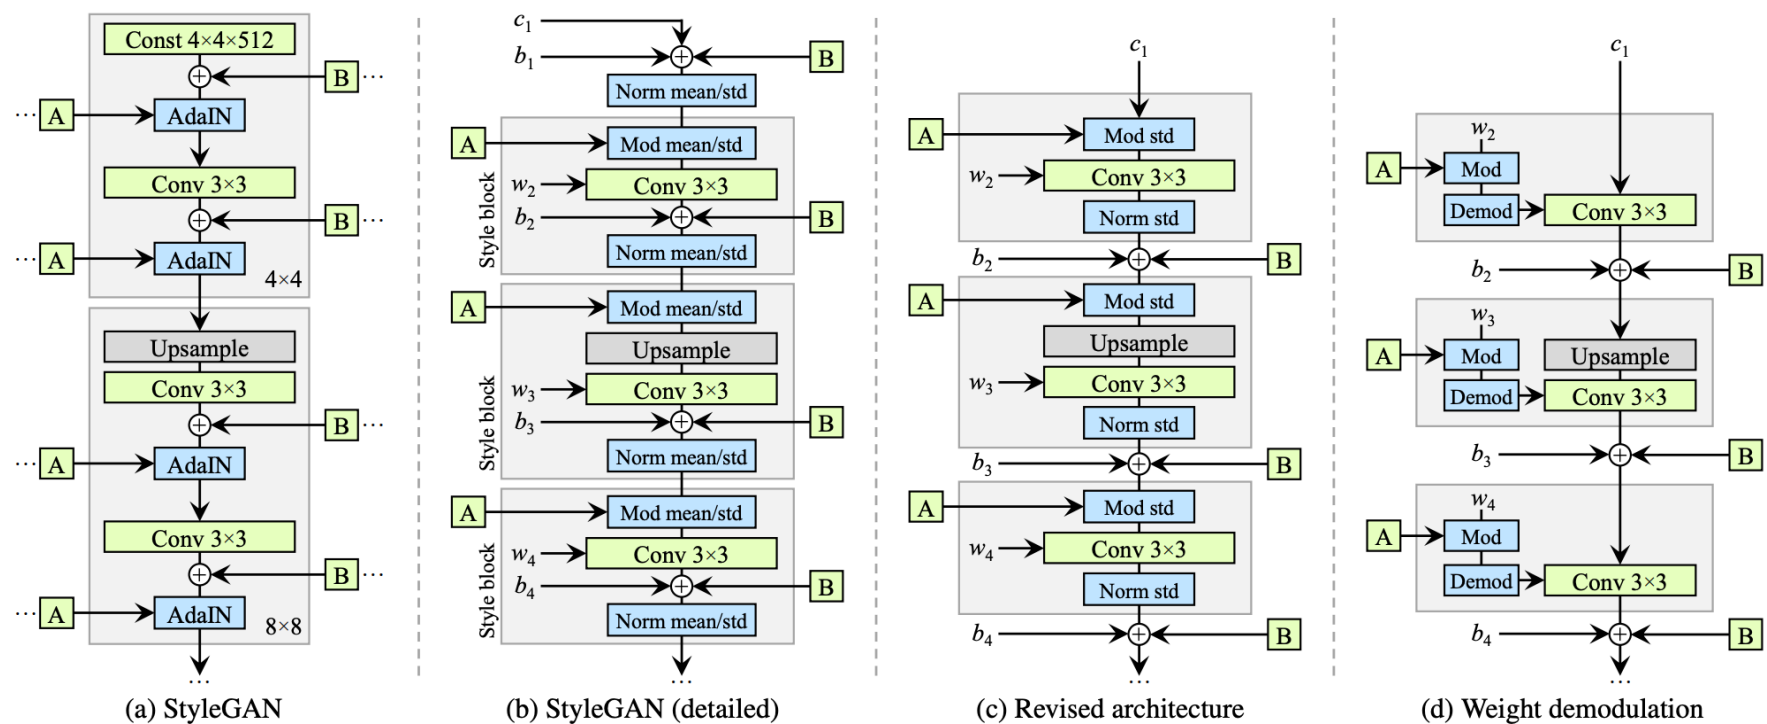 Const 4×4×512
B ···
··· A
AdaIN
Conv 3×3
B ···
··· A
AdaIN
4×4
Upsample
Conv 3×3
B ···
··· A
AdaIN
Conv 3×3
B ···
··· A
AdaIN
8×8
···
(a) StyleGAN
c1
b1
B
Norm mean/std
A
Mod mean/std
w2
Conv 3×3
b2
B
Norm mean/std
Style block
A
Mod mean/std
Upsample
w3
Conv 3×3
b3
B
Norm mean/std
Style block
A
Mod mean/std
w4
Conv 3×3
b4
B
Norm mean/std
Style block
···
(b) StyleGAN (detailed)
c1
A
Mod std
w2
Conv 3×3
Norm std
b2
B
A
Mod std
Upsample
w3
Conv 3×3
Norm std
b3
B
A
Mod std
w4
Conv 3×3
Norm std
b4
B
···
(c) Revised architecture
c1
w2
A
Mod
Demod
Conv 3×3
b2
B
w3
A
Mod
Upsample
Demod
Conv 3×3
b3
B
w4
A
Mod
Demod
Conv 3×3
b4
B
···
(d) Weight demodulation